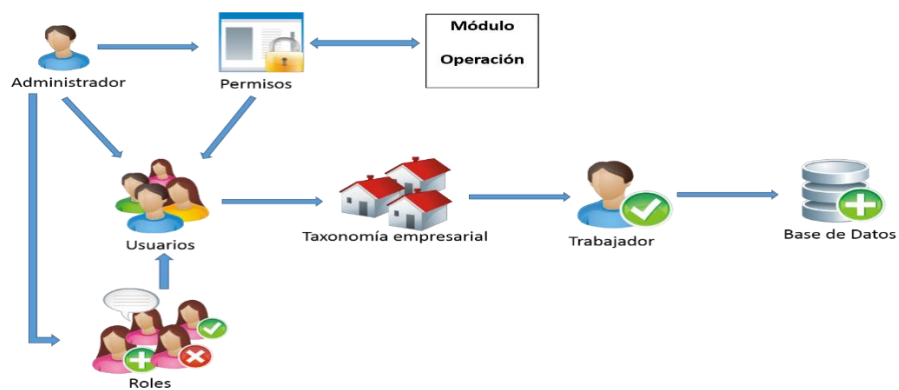 Módulo
Operación
Administrador
Permisos
Usuarios
Taxonomía empresarial
Trabajador
Base de Datos
Roles